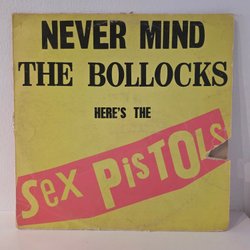 NEVER MIND
THE BOLLOCKS
HERE'S THE
Sex PisTOls